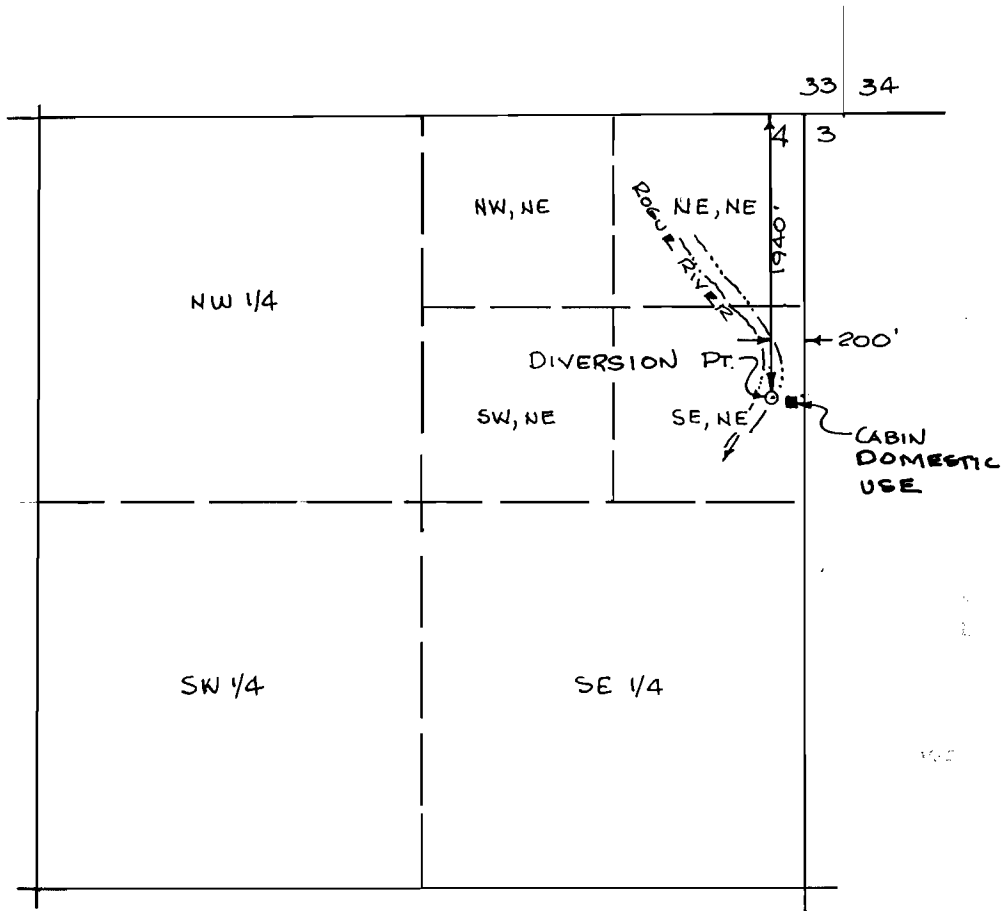 33 34
4 3
NW, NE
NE, NE
ROGUE RIVER
1940'
NW 1/4
200'
DIVERSION PT.
SW, NE
SE, NE
CABIN
DOMESTIC
USE
SW 1/4
SE 1/4